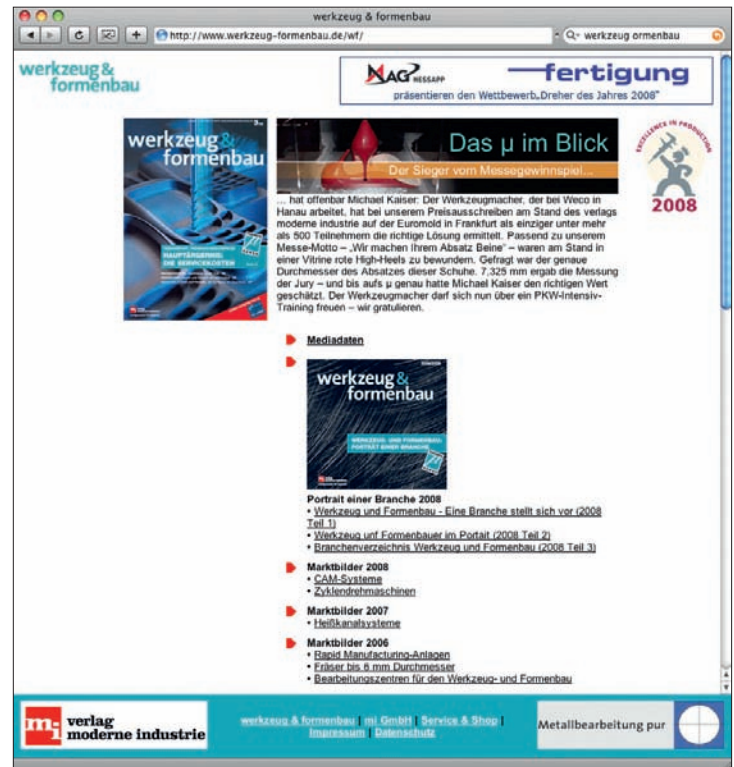 werkzeug & formenbau
http://www.werkzeug-formenbau.de/wf/
werkzeug ormenbau
werkzeug &
formenbau
MAG MESSAPP
fertigung
präsentieren den Wettbewerb„Dreher des Jahres 2008"
werkzeug&
formenbau
HAUPTÄRGERNIS:
DIE SERVICEKOSTEN
Das µ im Blick
Der Sieger vom Messegewinnspiel...
EXCELLENCE IN PRODUCTION
2008
... hat offenbar Michael Kaiser: Der Werkzeugmacher, der bei Weco in
Hanau arbeitet, hat bei unserem Preisausschreiben am Stand des verlags
moderne industrie auf der Euromold in Frankfurt als einziger unter mehr
als 500 Teilnehmern die richtige Lösung ermittelt. Passend zu unserem
Messe-Motto – „Wir machen Ihrem Absatz Beine" – waren am Stand in
einer Vitrine rote High-Heels zu bewundern. Gefragt war der genaue
Durchmesser des Absatzes dieser Schuhe. 7,325 mm ergab die Messung
der Jury – und bis aufs µ genau hatte Michael Kaiser den richtigen Wert
geschätzt. Der Werkzeugmacher darf sich nun über ein PKW-Intensiv-
Training freuen – wir gratulieren.
Mediadaten
werkzeug&
formenbau
WERKZEUG- UND FORMENBAU:
PORTRÄT EINER BRANCHE
Portrait einer Branche 2008
• Werkzeug und Formenbau - Eine Branche stellt sich vor (2008
Teil 1)
• Werkzeug unf Formenbauer im Portait (2008 Teil 2)
• Branchenverzeichnis Werkzeug und Formenbau (2008 Teil 3)
Marktbilder 2008
• CAM-Systeme
• Zyklendrehmaschinen
Marktbilder 2007
• Heißkanalsysteme
Marktbilder 2006
• Rapid Manufacturing-Anlagen
• Fräser bis 6 mm Durchmesser
• Bearbeitungszentren für den Werkzeug- und Formenbau
mi verlag
moderne industrie
werkzeug & formenbau | mi GmbH | Service & Shop |
Impressum | Datenschutz
Metallbearbeitung pur